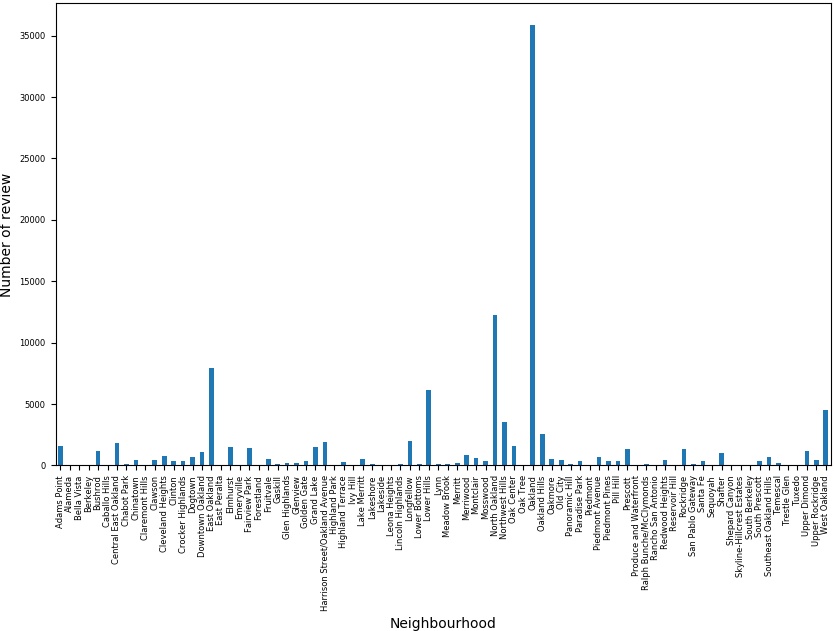 35000
30000
25000
20000
15000
10000
5000
0
Number of review
Adams Point
Alameda
Bella Vista
Berkeley
Bushrod
Caballo Hills
Central East Oakland
Chabot Park
Chinatown
Claremont Hills
Clawson
Cleveland Heights
Clinton
Crocker Highlands
Dogtown
Downtown Oakland
East Oakland
East Peralta
Elmhurst
Emeryville
Fairview Park
Forestland
Fruitvale
Gaskill
Glen Highlands
Glenview
Golden Gate
Grand Lake
Harrison Street/Oakland Avenue
Highland Park
Highland Terrace
Ivy Hill
Lake Merritt
Lakeshore
Lakeside
Leona Heights
Lincoln Highlands
Longfellow
Lower Bottoms
Lower Hills
Lynn
Meadow Brook
Merritt
Merriwood
Montclair
Mosswood
North Oakland
Northwest Hills
Oak Center
Oak Tree
Oakland
Oakland Hills
Oakmore
Old City
Panoramic Hill
Paradise Park
Piedmont
Piedmont Avenue
Piedmont Pines
Pill Hill
Prescott
Produce and Waterfront
Ralph Bunche/McClymonds
Rancho San Antonio
Redwood Heights
Reservoir Hill
Rockridge
San Pablo Gateway
Santa Fe
Sequoyah
Shafter
Shepard Canyon
Skyline-Hillcrest Estates
South Berkeley
South Prescott
Southeast Oakland Hills
Temescal
Trestle Glen
Tuxedo
Upper Dimond
Upper Rockridge
West Oakland
Neighbourhood